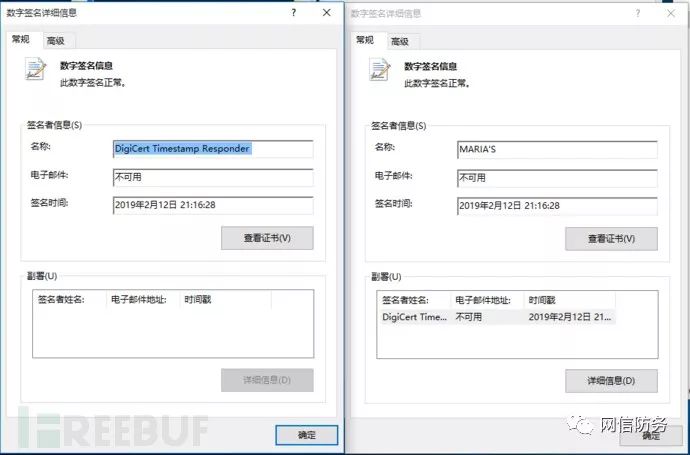 数字签名详细信息
常规
高级
数字签名信息
此数字签名正常。
签名者信息(S)
名称:
DigiCert Timestamp Responder
电子邮件:
不可用
签名时间:
2019年2月12日 21:16:28
查看证书(V)
副署(U)
签名者姓名:
电子邮件地址:
时间戳
详细信息(D)
确定
FREEBUF
数字签名详细信息
常规
高级
数字签名信息
此数字签名正常。
签名者信息(S)
名称:
MARIA'S
电子邮件:
不可用
签名时间:
2019年2月12日 21:16:28
查看证书(V)
副署(U)
签名者姓名:
电子邮件地址:
时间戳
DigiCert Time...
不可用
2019年2月12日 21...
详细信息(D)
网信防务
确定